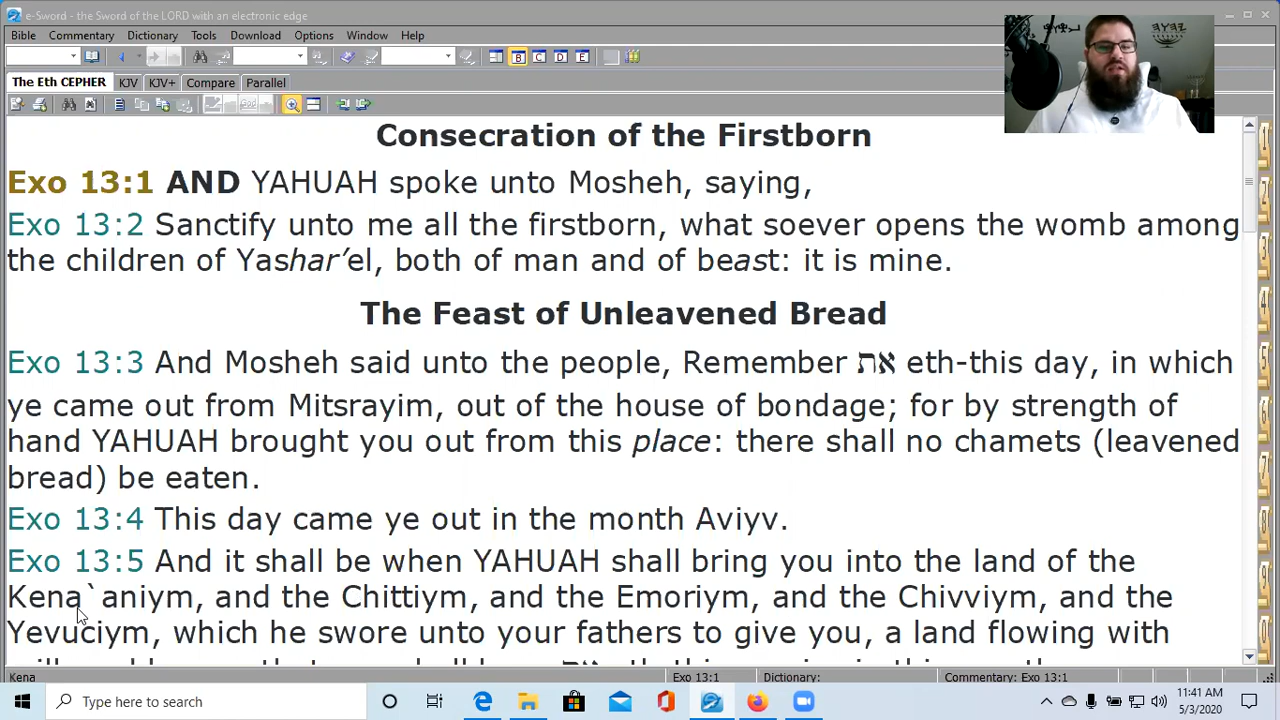 e-Sword - the Sword of the LORD with an electronic edge
Bible Commentary Dictionary Tools Download Options Window Help
B C D E
The Eth CEPHER KJV KJV+ Compare Parallel
Consecration of the Firstborn
Exo 13:1 AND YAHUAH spoke unto Mosheh, saying,
Exo 13:2 Sanctify unto me all the firstborn, what soever opens the womb among
the children of Yashar’el, both of man and of beast: it is mine.
The Feast of Unleavened Bread
Exo 13:3 And Mosheh said unto the people, Remember את eth-this day, in which
ye came out from Mitsrayim, out of the house of bondage; for by strength of
hand YAHUAH brought you out from this place: there shall no chamets (leavened
bread) be eaten.
Exo 13:4 This day came ye out in the month Aviyv.
Exo 13:5 And it shall be when YAHUAH shall bring you into the land of the
Kena`aniym, and the Chittiym, and the Emoriym, and the Chivviym, and the
Yevuciym, which he swore unto your fathers to give you, a land flowing with
Kena Exo 13:1 Dictionary: Commentary: Exo 13:1
Type here to search
11:41 AM
5/3/2020